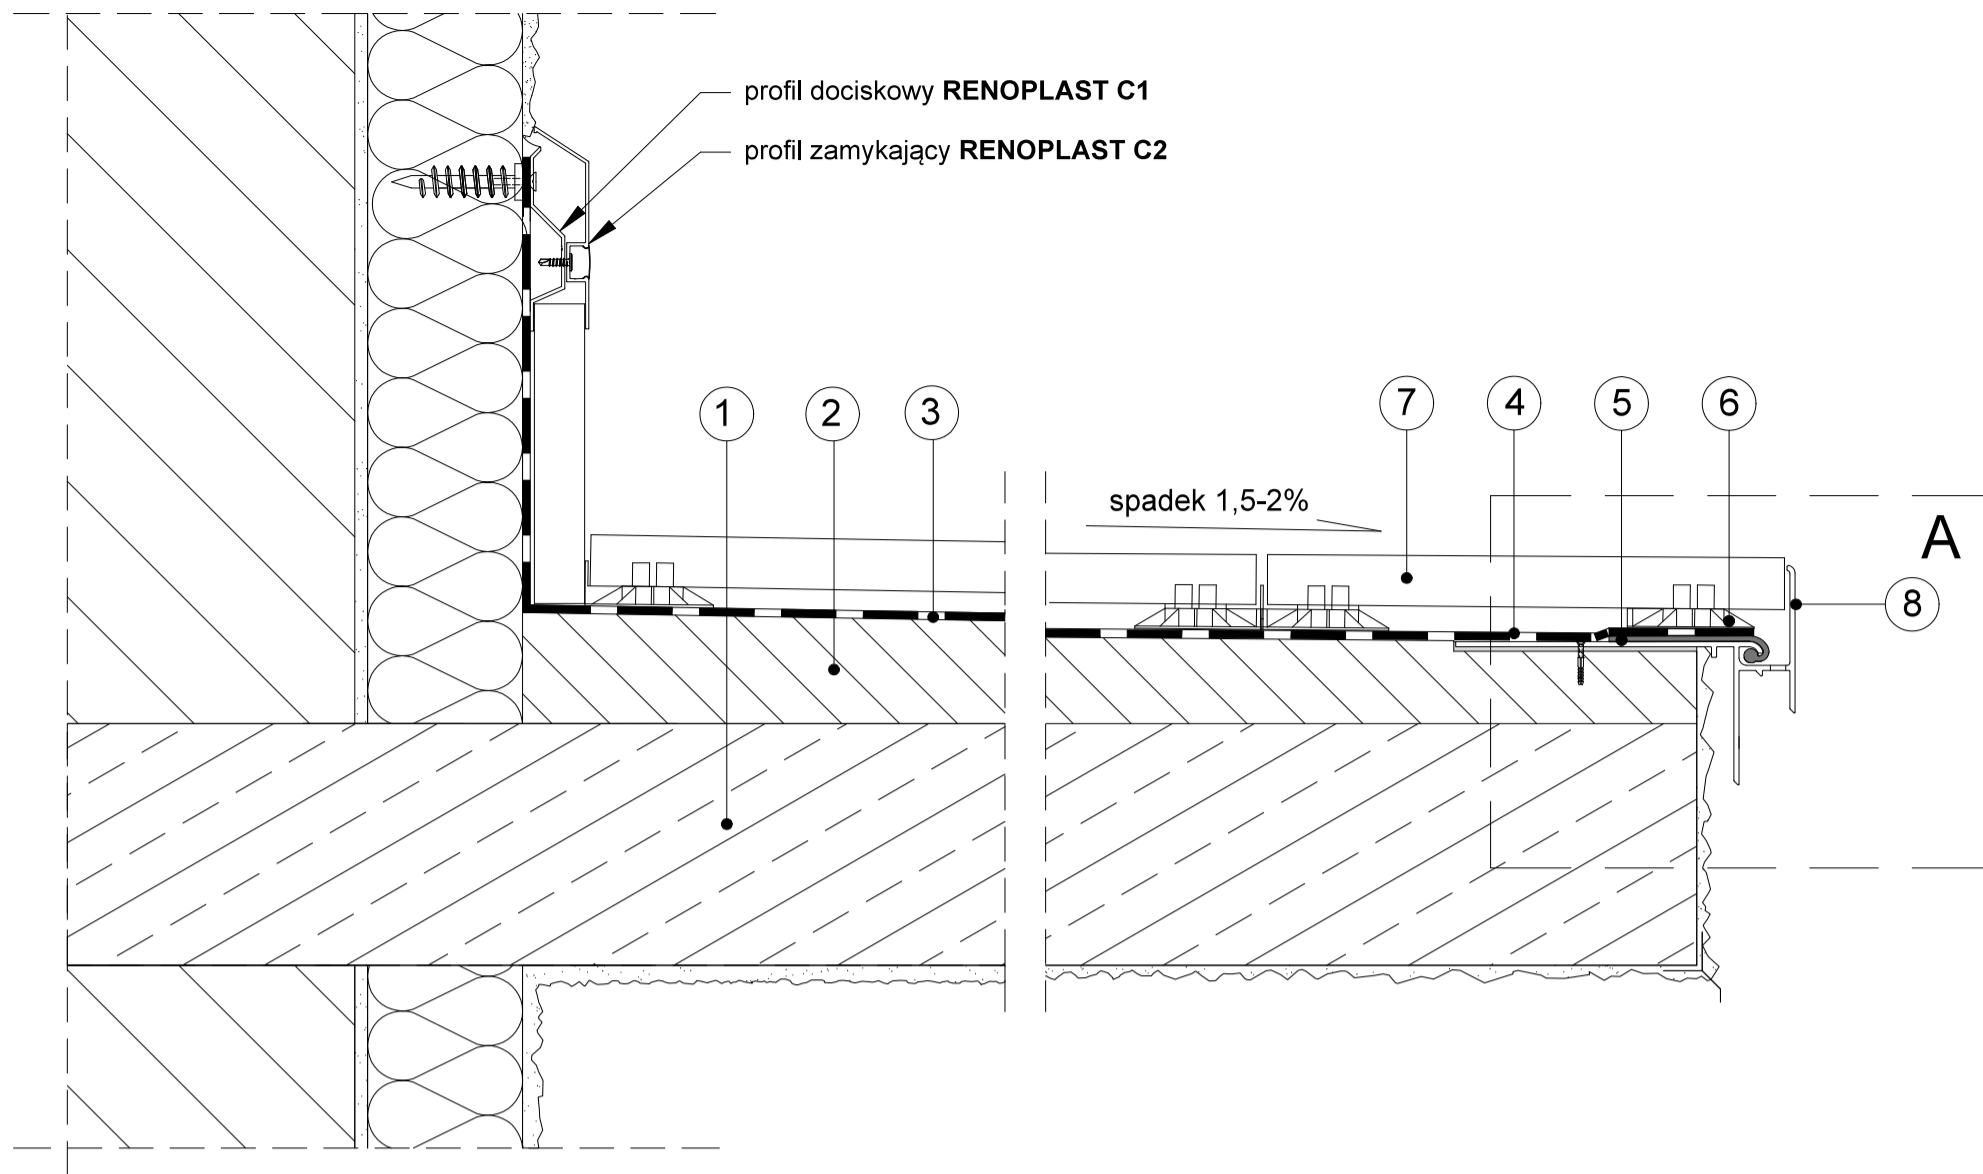 profil dociskowy RENOPLAST C1
profil zamykający RENOPLAST C2
1
2
3
7
4
5
6
spadek 1,5-2%
A
8